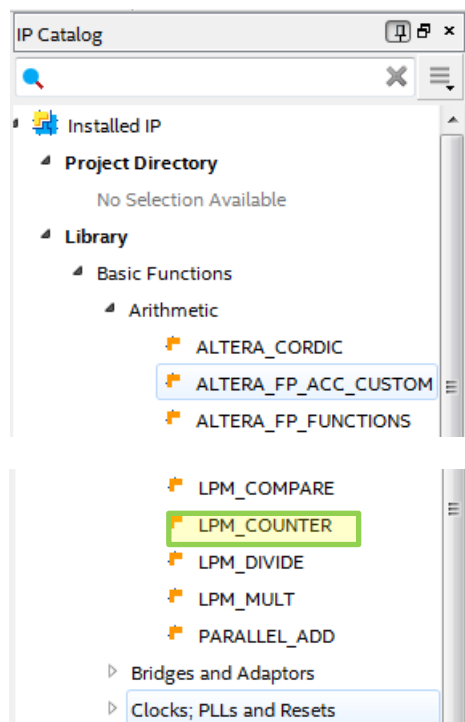 IP Catalog
Installed IP
Project Directory
No Selection Available
Library
Basic Functions
Arithmetic
ALTERA_CORDIC
ALTERA_FP_ACC_CUSTOM
ALTERA_FP_FUNCTIONS
LPM_COMPARE
LPM_COUNTER
LPM_DIVIDE
LPM_MULT
PARALLEL_ADD
Bridges and Adaptors
Clocks; PLLs and Resets